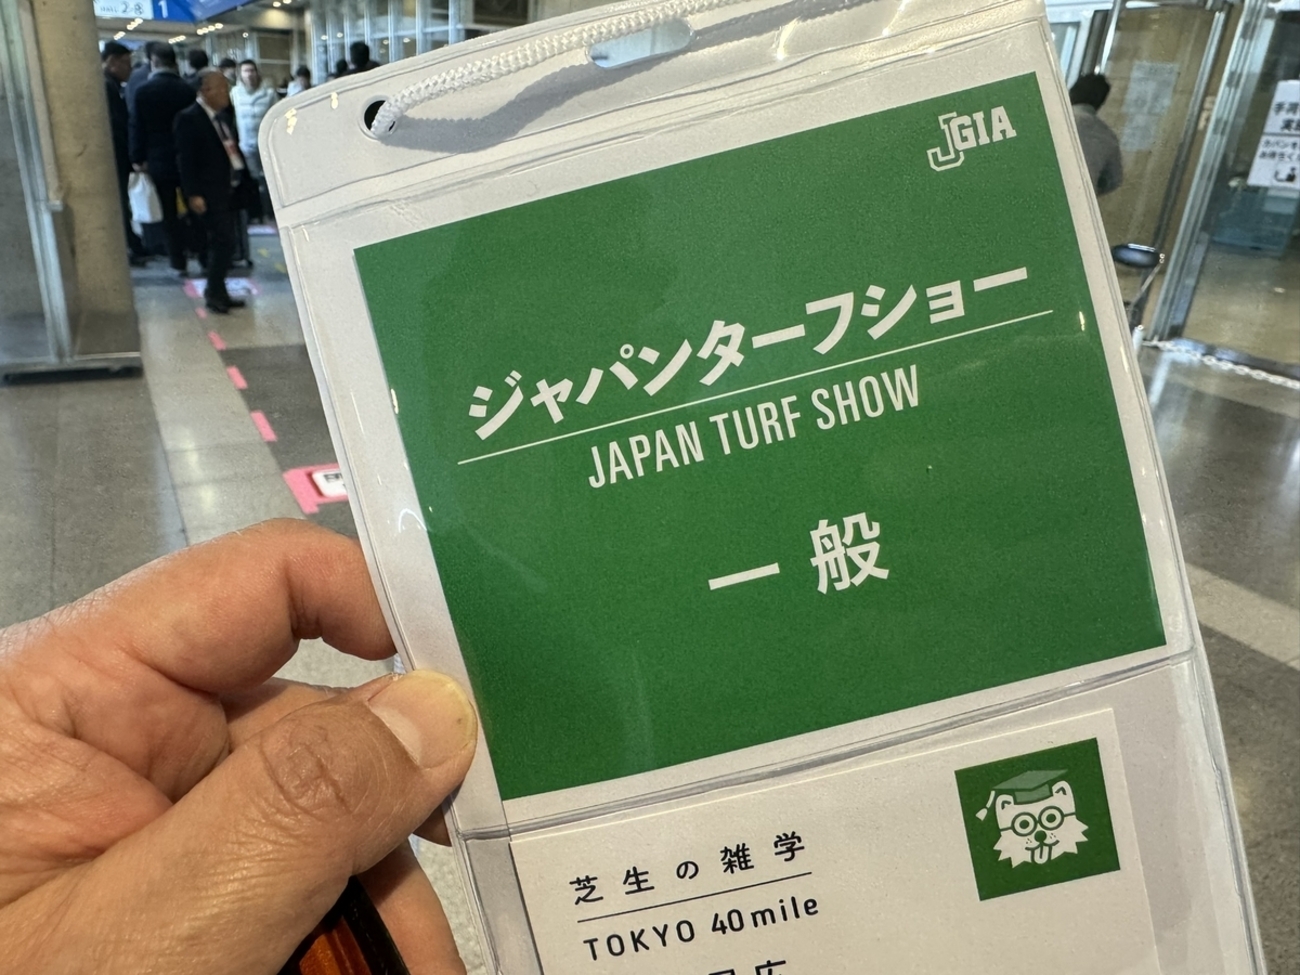 JGIA
ジャパンターフショー
JAPAN TURF SHOW
一般
芝生の雑学
TOKYO 40mile